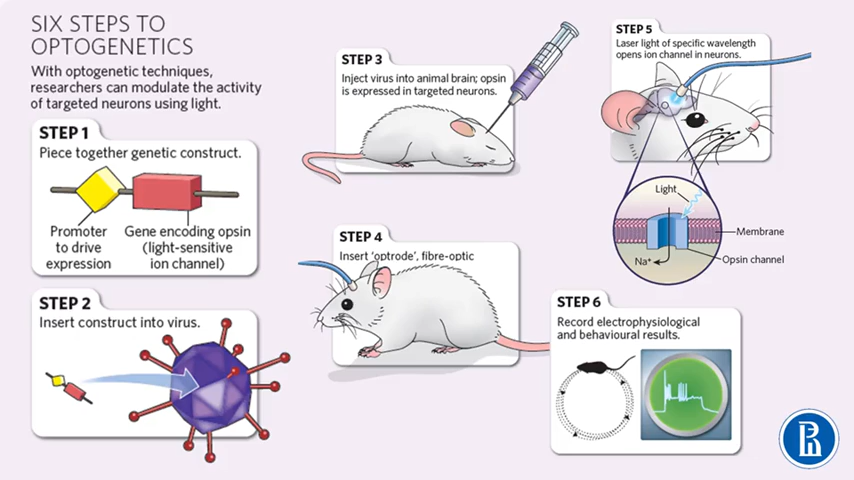 SIX STEPS TO
OPTOGENETICS
With optogenetic techniques,
researchers can modulate the activity
of targeted neurons using light.
STEP 1
Piece together genetic construct.
Promoter
to drive
expression
Gene encoding opsin
(light-sensitive
ion channel)
STEP 2
Insert construct into virus.
STEP 3
Inject virus into animal brain; opsin
is expressed in targeted neurons.
STEP 4
Insert ‘optrode’, fibre-optic
STEP 5
Laser light of specific wavelength
opens ion channel in neurons.
Light
Membrane
Na⁺
Opsin channel
STEP 6
Record electrophysiological
and behavioural results.